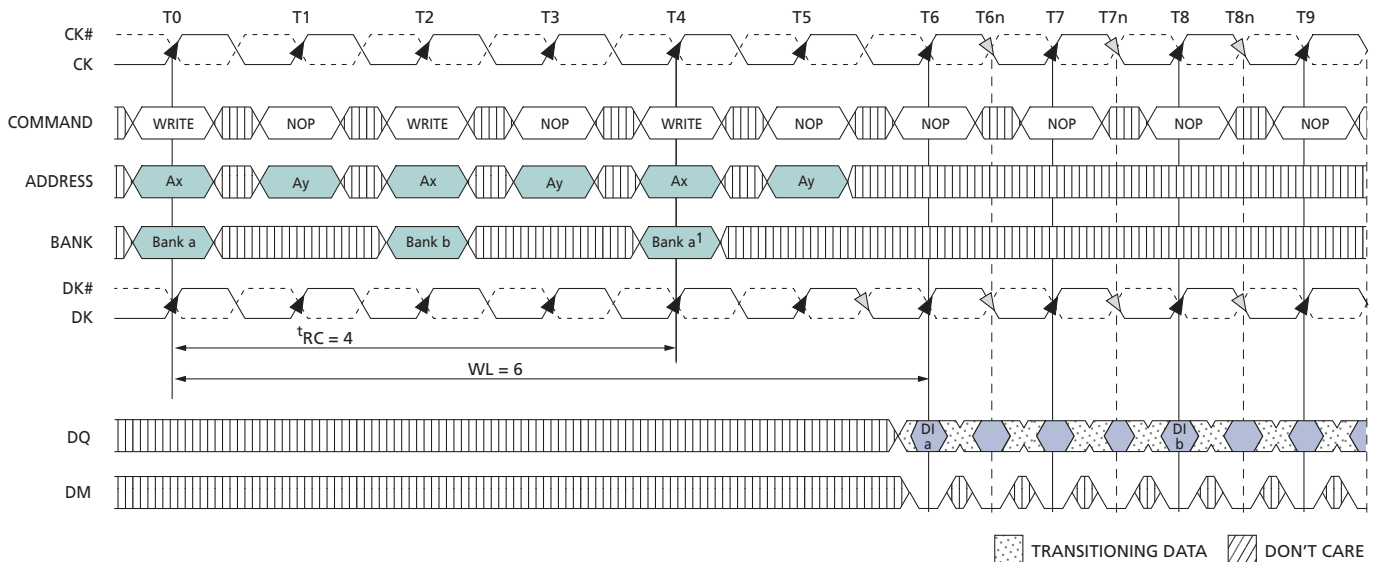 T0 T1 T2 T3 T4 T5 T6 T6n T7 T7n T8 T8n T9
CK#
CK
COMMAND WRITE NOP WRITE NOP WRITE NOP NOP NOP NOP NOP
ADDRESS Ax Ay Ax Ay Ax Ay
BANK Bank a Bank b Bank a¹
DK#
DK
tRC = 4
WL = 6
DQ DI a DI b
DM
TRANSITIONING DATA DON'T CARE